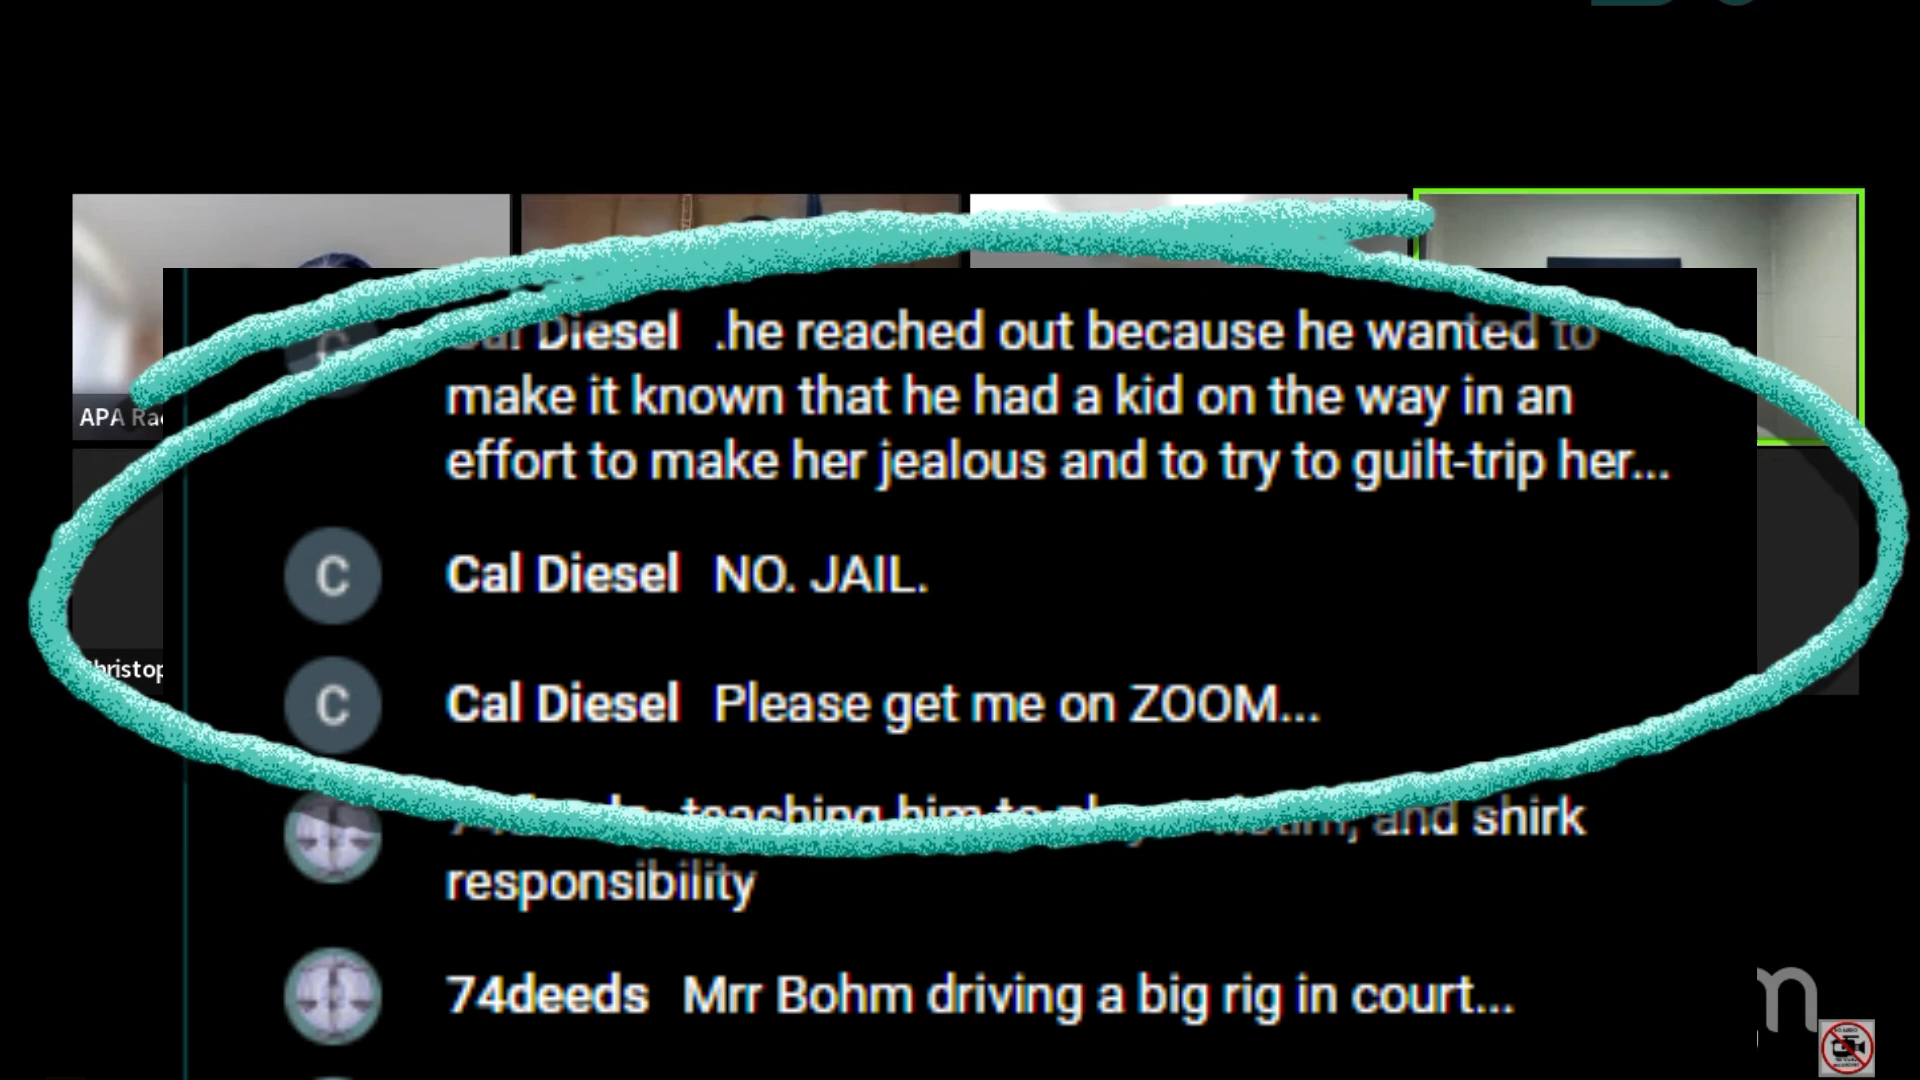 APA Ra
Cal Diesel .he reached out because he wanted to
make it known that he had a kid on the way in an
effort to make her jealous and to try to guilt-trip her...
C Cal Diesel NO. JAIL.
Christop
C Cal Diesel Please get me on ZOOM...
teaching him to and shirk
responsibility
74deeds Mrr Bohm driving a big rig in court...
n